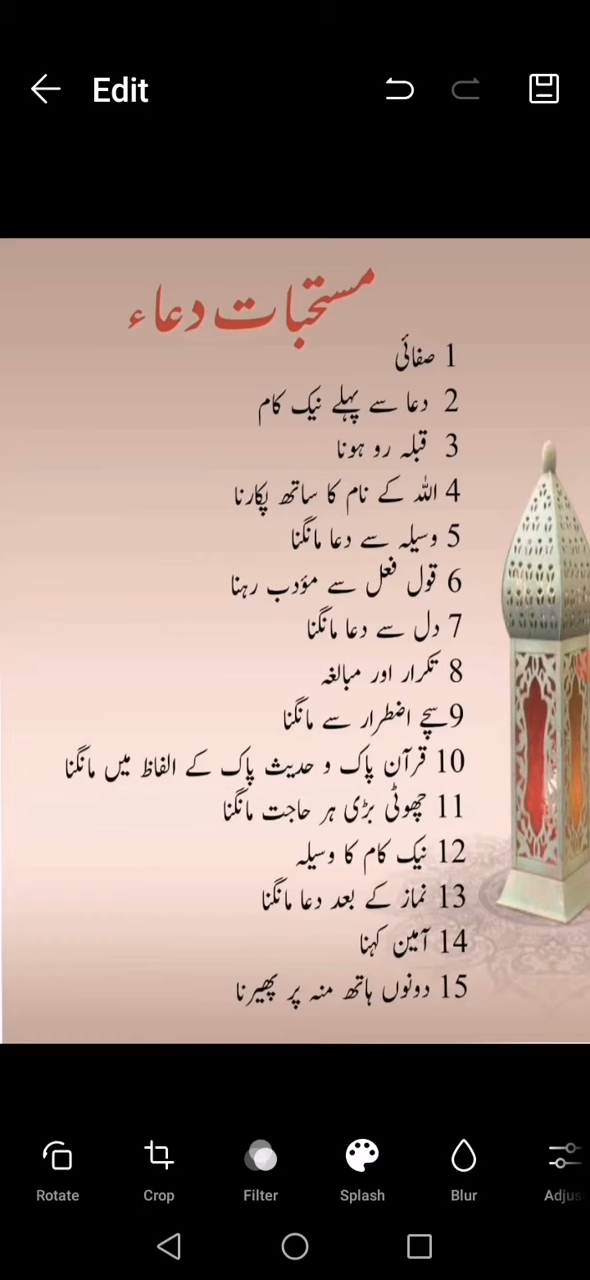 Edit
مستحبات دعاء
1 صفائی
2 دعا سے پہلے نیک کام
3 قبلہ رو ہونا
4 اللہ کے نام کا ساتھ پکارنا
5 وسیلہ سے دعا مانگنا
6 قول فعل سے مؤدب رہنا
7 دل سے دعا مانگنا
8 تکرار اور مبالغہ
9سچے اضطرار سے مانگنا
10 قرآن پاک و حدیث پاک کے الفاظ میں مانگنا
11 چھوٹی بڑی ہر حاجت مانگنا
12 نیک کام کا وسیلہ
13 نماز کے بعد دعا مانگنا
14 آمین کہنا
15 دونوں ہاتھ منہ پر پھیرنا
Rotate Crop Filter Splash Blur Adjus